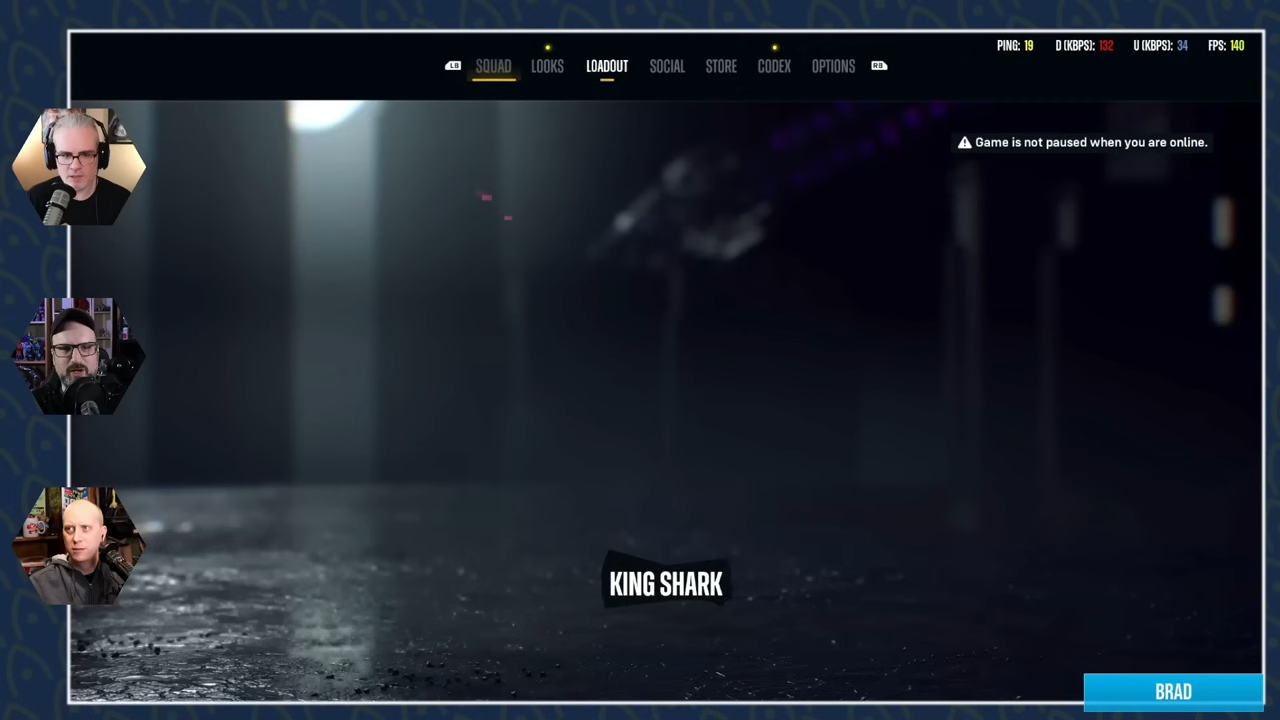 PING: 19 D (KBPS): 132 U (KBPS): 34 FPS: 140
LB SQUAD LOOKS LOADOUT SOCIAL STORE CODEX OPTIONS RB
Game is not paused when you are online.
KING SHARK
BRAD